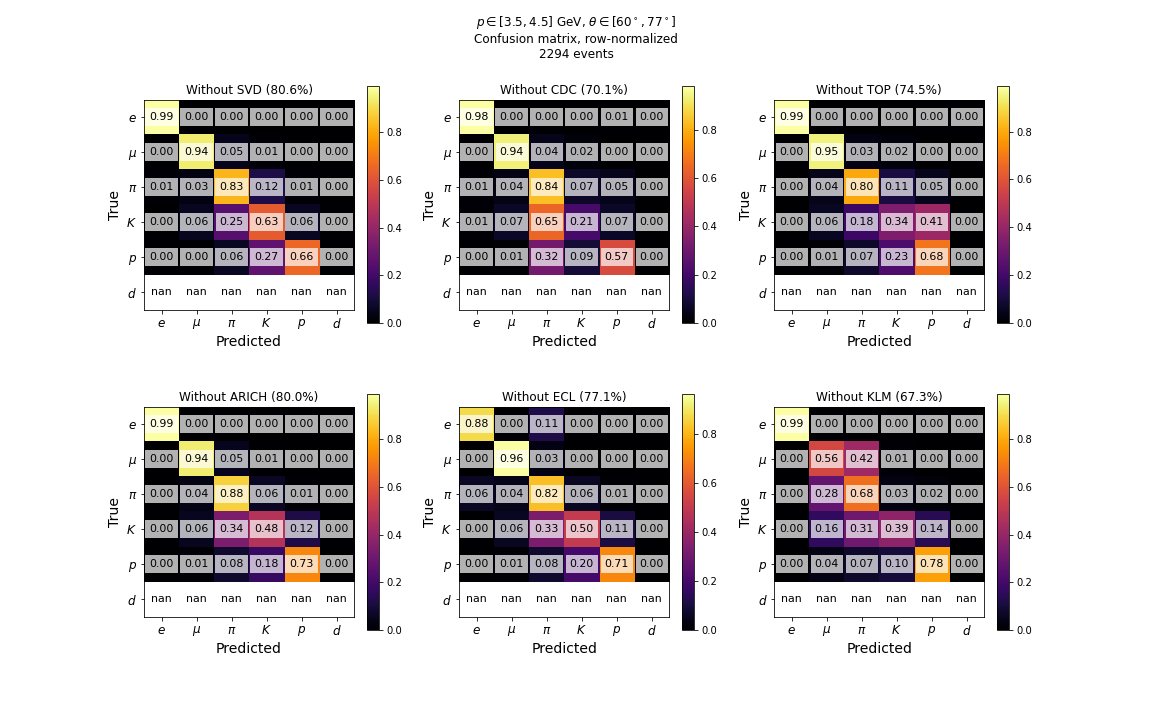 p ∈ [3.5, 4.5] GeV, θ ∈ [60°, 77°]
Confusion matrix, row-normalized
2294 events
Without SVD (80.6%)
e 0.99 0.00 0.00 0.00 0.00 0.00
μ 0.00 0.94 0.05 0.01 0.00 0.00
π 0.01 0.03 0.83 0.12 0.01 0.00
K 0.00 0.06 0.25 0.63 0.06 0.00
p 0.00 0.00 0.06 0.27 0.66 0.00
d nan nan nan nan nan nan
e μ π K p d
True
Predicted
0.8
0.6
0.4
0.2
0.0
Without CDC (70.1%)
e 0.98 0.00 0.00 0.00 0.01 0.00
μ 0.00 0.94 0.04 0.02 0.00 0.00
π 0.01 0.04 0.84 0.07 0.05 0.00
K 0.01 0.07 0.65 0.21 0.07 0.00
p 0.00 0.01 0.32 0.09 0.57 0.00
d nan nan nan nan nan nan
e μ π K p d
True
Predicted
0.8
0.6
0.4
0.2
0.0
Without TOP (74.5%)
e 0.99 0.00 0.00 0.00 0.00 0.00
μ 0.00 0.95 0.03 0.02 0.00 0.00
π 0.00 0.04 0.80 0.11 0.05 0.00
K 0.00 0.06 0.18 0.34 0.41 0.00
p 0.00 0.01 0.07 0.23 0.68 0.00
d nan nan nan nan nan nan
e μ π K p d
True
Predicted
0.8
0.6
0.4
0.2
0.0
Without ARICH (80.0%)
e 0.99 0.00 0.00 0.00 0.00 0.00
μ 0.00 0.94 0.05 0.01 0.00 0.00
π 0.00 0.04 0.88 0.06 0.01 0.00
K 0.00 0.06 0.34 0.48 0.12 0.00
p 0.00 0.01 0.08 0.18 0.73 0.00
d nan nan nan nan nan nan
e μ π K p d
True
Predicted
0.8
0.6
0.4
0.2
0.0
Without ECL (77.1%)
e 0.88 0.00 0.11 0.00 0.00 0.00
μ 0.00 0.96 0.03 0.00 0.00 0.00
π 0.06 0.04 0.82 0.06 0.01 0.00
K 0.00 0.06 0.33 0.50 0.11 0.00
p 0.00 0.01 0.08 0.20 0.71 0.00
d nan nan nan nan nan nan
e μ π K p d
True
Predicted
0.8
0.6
0.4
0.2
0.0
Without KLM (67.3%)
e 0.99 0.00 0.00 0.00 0.00 0.00
μ 0.00 0.56 0.42 0.01 0.00 0.00
π 0.00 0.28 0.68 0.03 0.02 0.00
K 0.00 0.16 0.31 0.39 0.14 0.00
p 0.00 0.04 0.07 0.10 0.78 0.00
d nan nan nan nan nan nan
e μ π K p d
True
Predicted
0.8
0.6
0.4
0.2
0.0